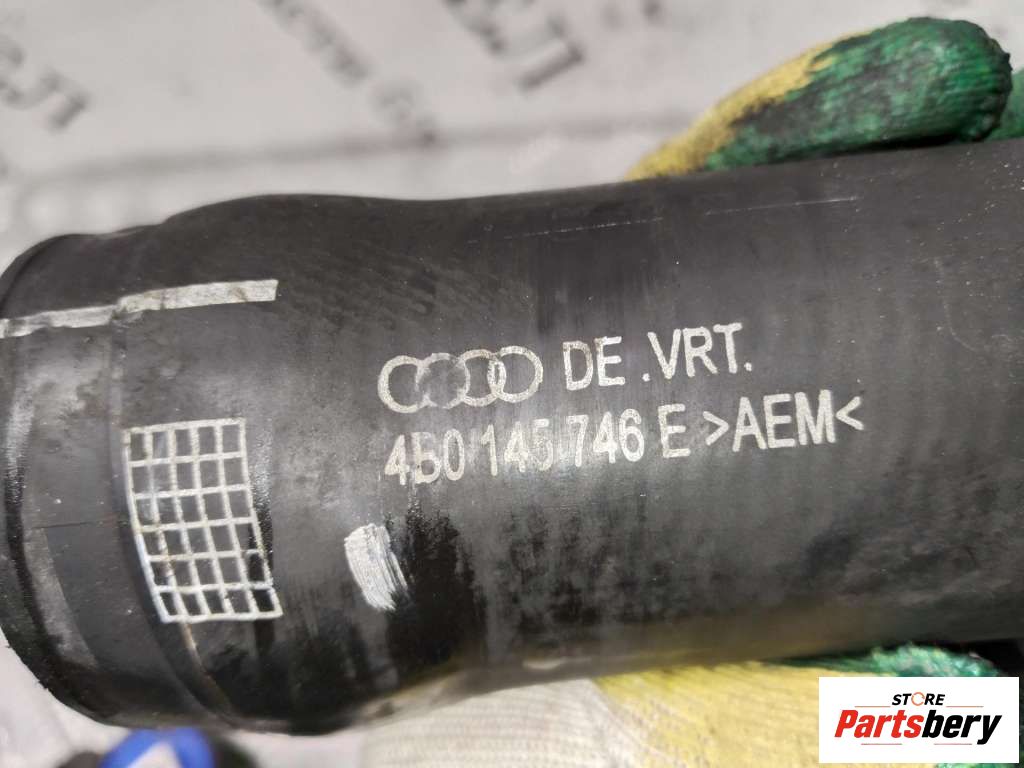 DE .VRT.
4B0 145 746 E >AEM<
STORE
Partsbery